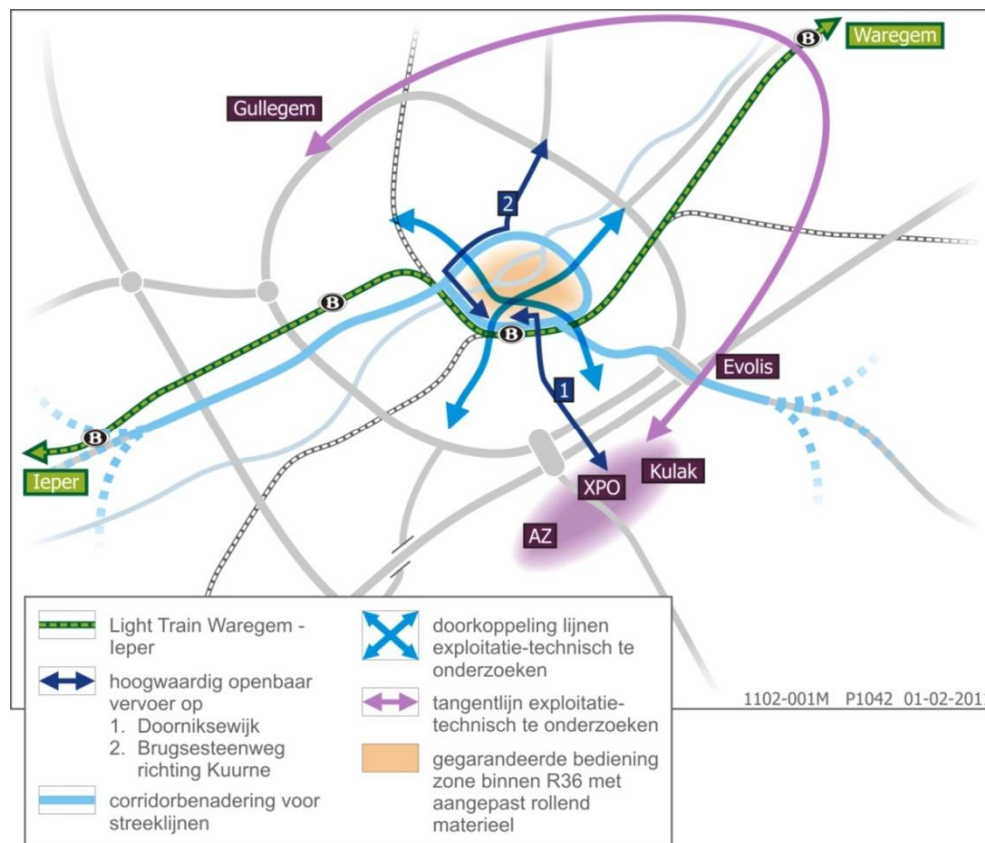 Waregem
B
Gullegem
2
B
B
Evolis
1
B
Ieper
Kulak
XPO
AZ
Light Train Waregem -
Ieper
hoogwaardig openbaar
vervoer op
1. Doorniksewijk
2. Brugsesteenweg
richting Kuurne
corridorbenadering voor
streeklijnen
doorkoppeling lijnen
exploitatie-technisch te
onderzoeken
tangentlijn exploitatie-
technisch te onderzoeken
gegarandeerde bediening
zone binnen R36 met
aangepast rollend
materieel
1102-001M P1042 01-02-2011